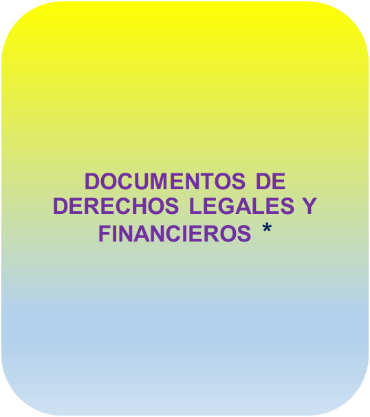 DOCUMENTOS DE
DERECHOS LEGALES Y
FINANCIEROS *